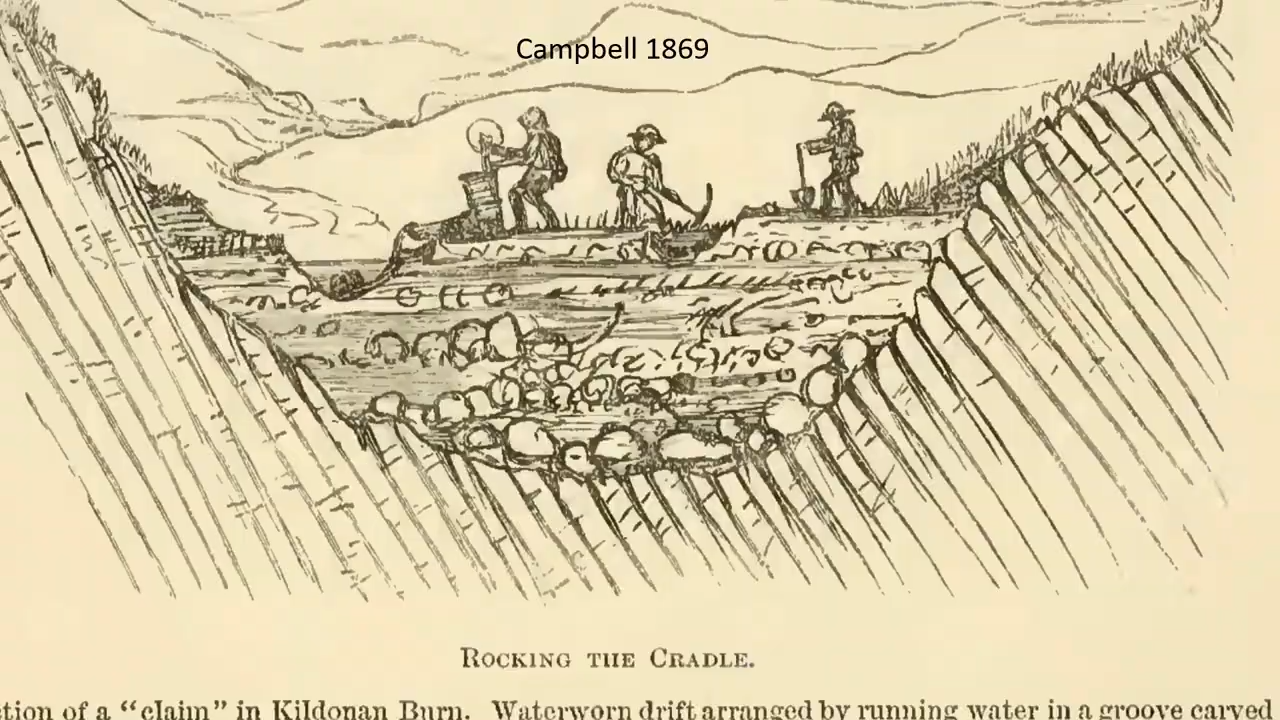 Campbell 1869
ROCKING THE CRADLE.
of a "claim" in Kildonan Burn. Waterworn drift arranged by running water in a groove carved